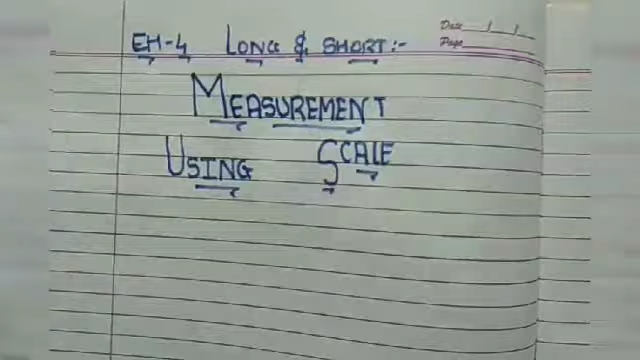 Date / /
Page
EH-4 LONG & SHORT:-
MEASUREMENT
USING SCALE